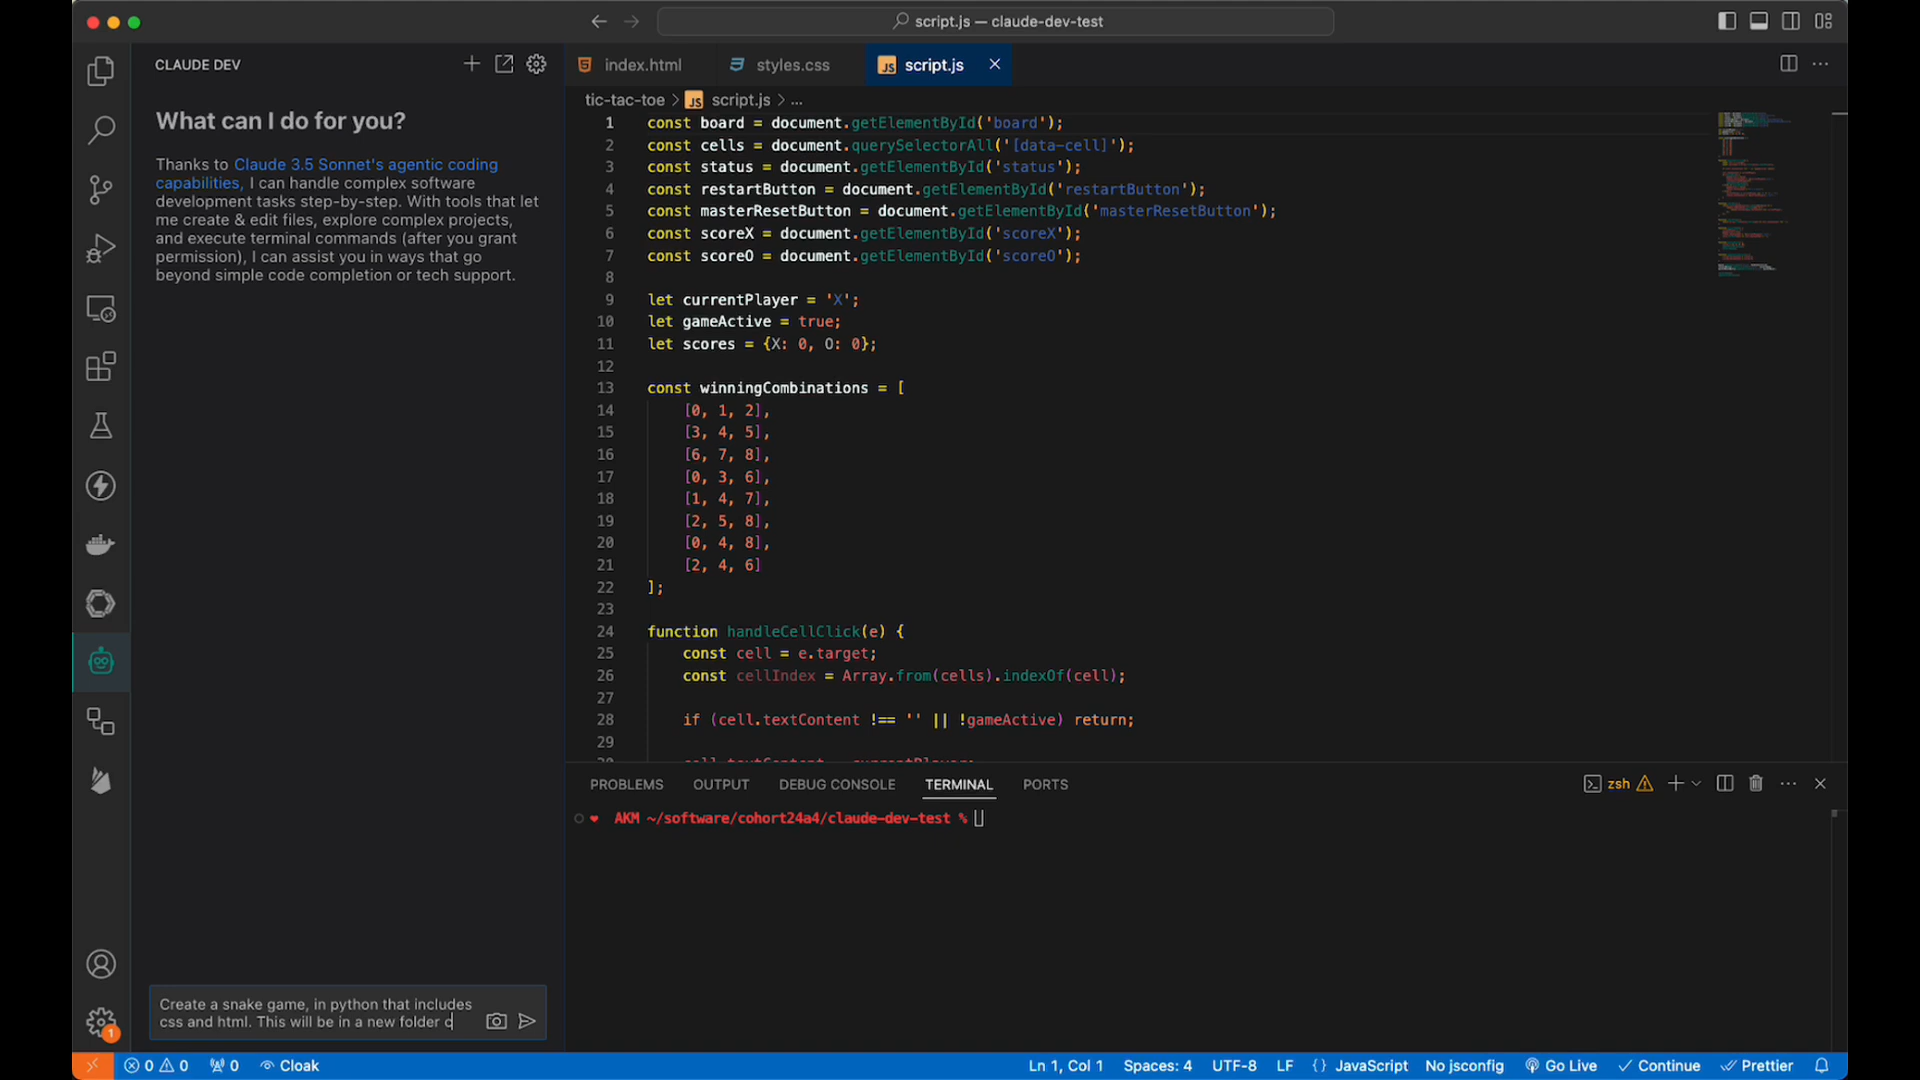 script.js — claude-dev-test
CLAUDE DEV
What can I do for you?
Thanks to Claude 3.5 Sonnet's agentic coding
capabilities, I can handle complex software
development tasks step-by-step. With tools that let
me create & edit files, explore complex projects,
and execute terminal commands (after you grant
permission), I can assist you in ways that go
beyond simple code completion or tech support.
Create a snake game, in python that includes
css and html. This will be in a new folder c
1
index.html
styles.css
JS script.js
tic-tac-toe > JS script.js > ...
1 const board = document.getElementById('board');
2 const cells = document.querySelectorAll('[data-cell]');
3 const status = document.getElementById('status');
4 const restartButton = document.getElementById('restartButton');
5 const masterResetButton = document.getElementById('masterResetButton');
6 const scoreX = document.getElementById('scoreX');
7 const scoreO = document.getElementById('scoreO');
8
9 let currentPlayer = 'X';
10 let gameActive = true;
11 let scores = {X: 0, O: 0};
12
13 const winningCombinations = [
14 [0, 1, 2],
15 [3, 4, 5],
16 [6, 7, 8],
17 [0, 3, 6],
18 [1, 4, 7],
19 [2, 5, 8],
20 [0, 4, 8],
21 [2, 4, 6]
22 ];
23
24 function handleCellClick(e) {
25 const cell = e.target;
26 const cellIndex = Array.from(cells).indexOf(cell);
27
28 if (cell.textContent !== '' || !gameActive) return;
29
PROBLEMS OUTPUT DEBUG CONSOLE TERMINAL PORTS
zsh
AKM ~/software/cohort24a4/claude-dev-test %
0 0 0 Cloak
Ln 1, Col 1 Spaces: 4 UTF-8 LF {} JavaScript No jsconfig Go Live Continue Prettier